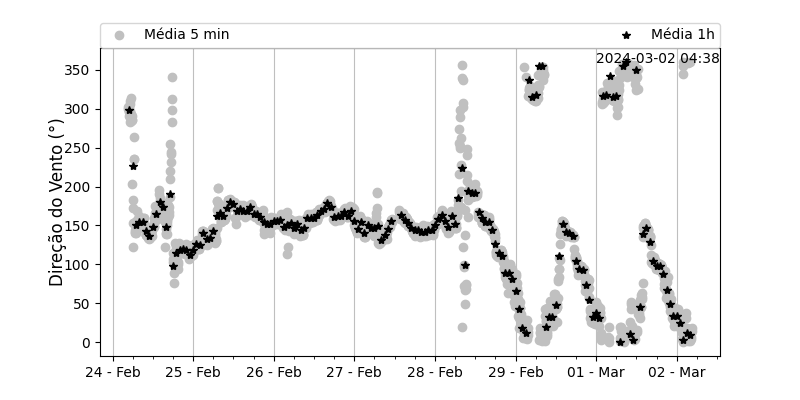 Média 5 min
Média 1h
2024-03-02 04:38
Direção do Vento (°)
350
300
250
200
150
100
50
0
24 - Feb
25 - Feb
26 - Feb
27 - Feb
28 - Feb
29 - Feb
01 - Mar
02 - Mar